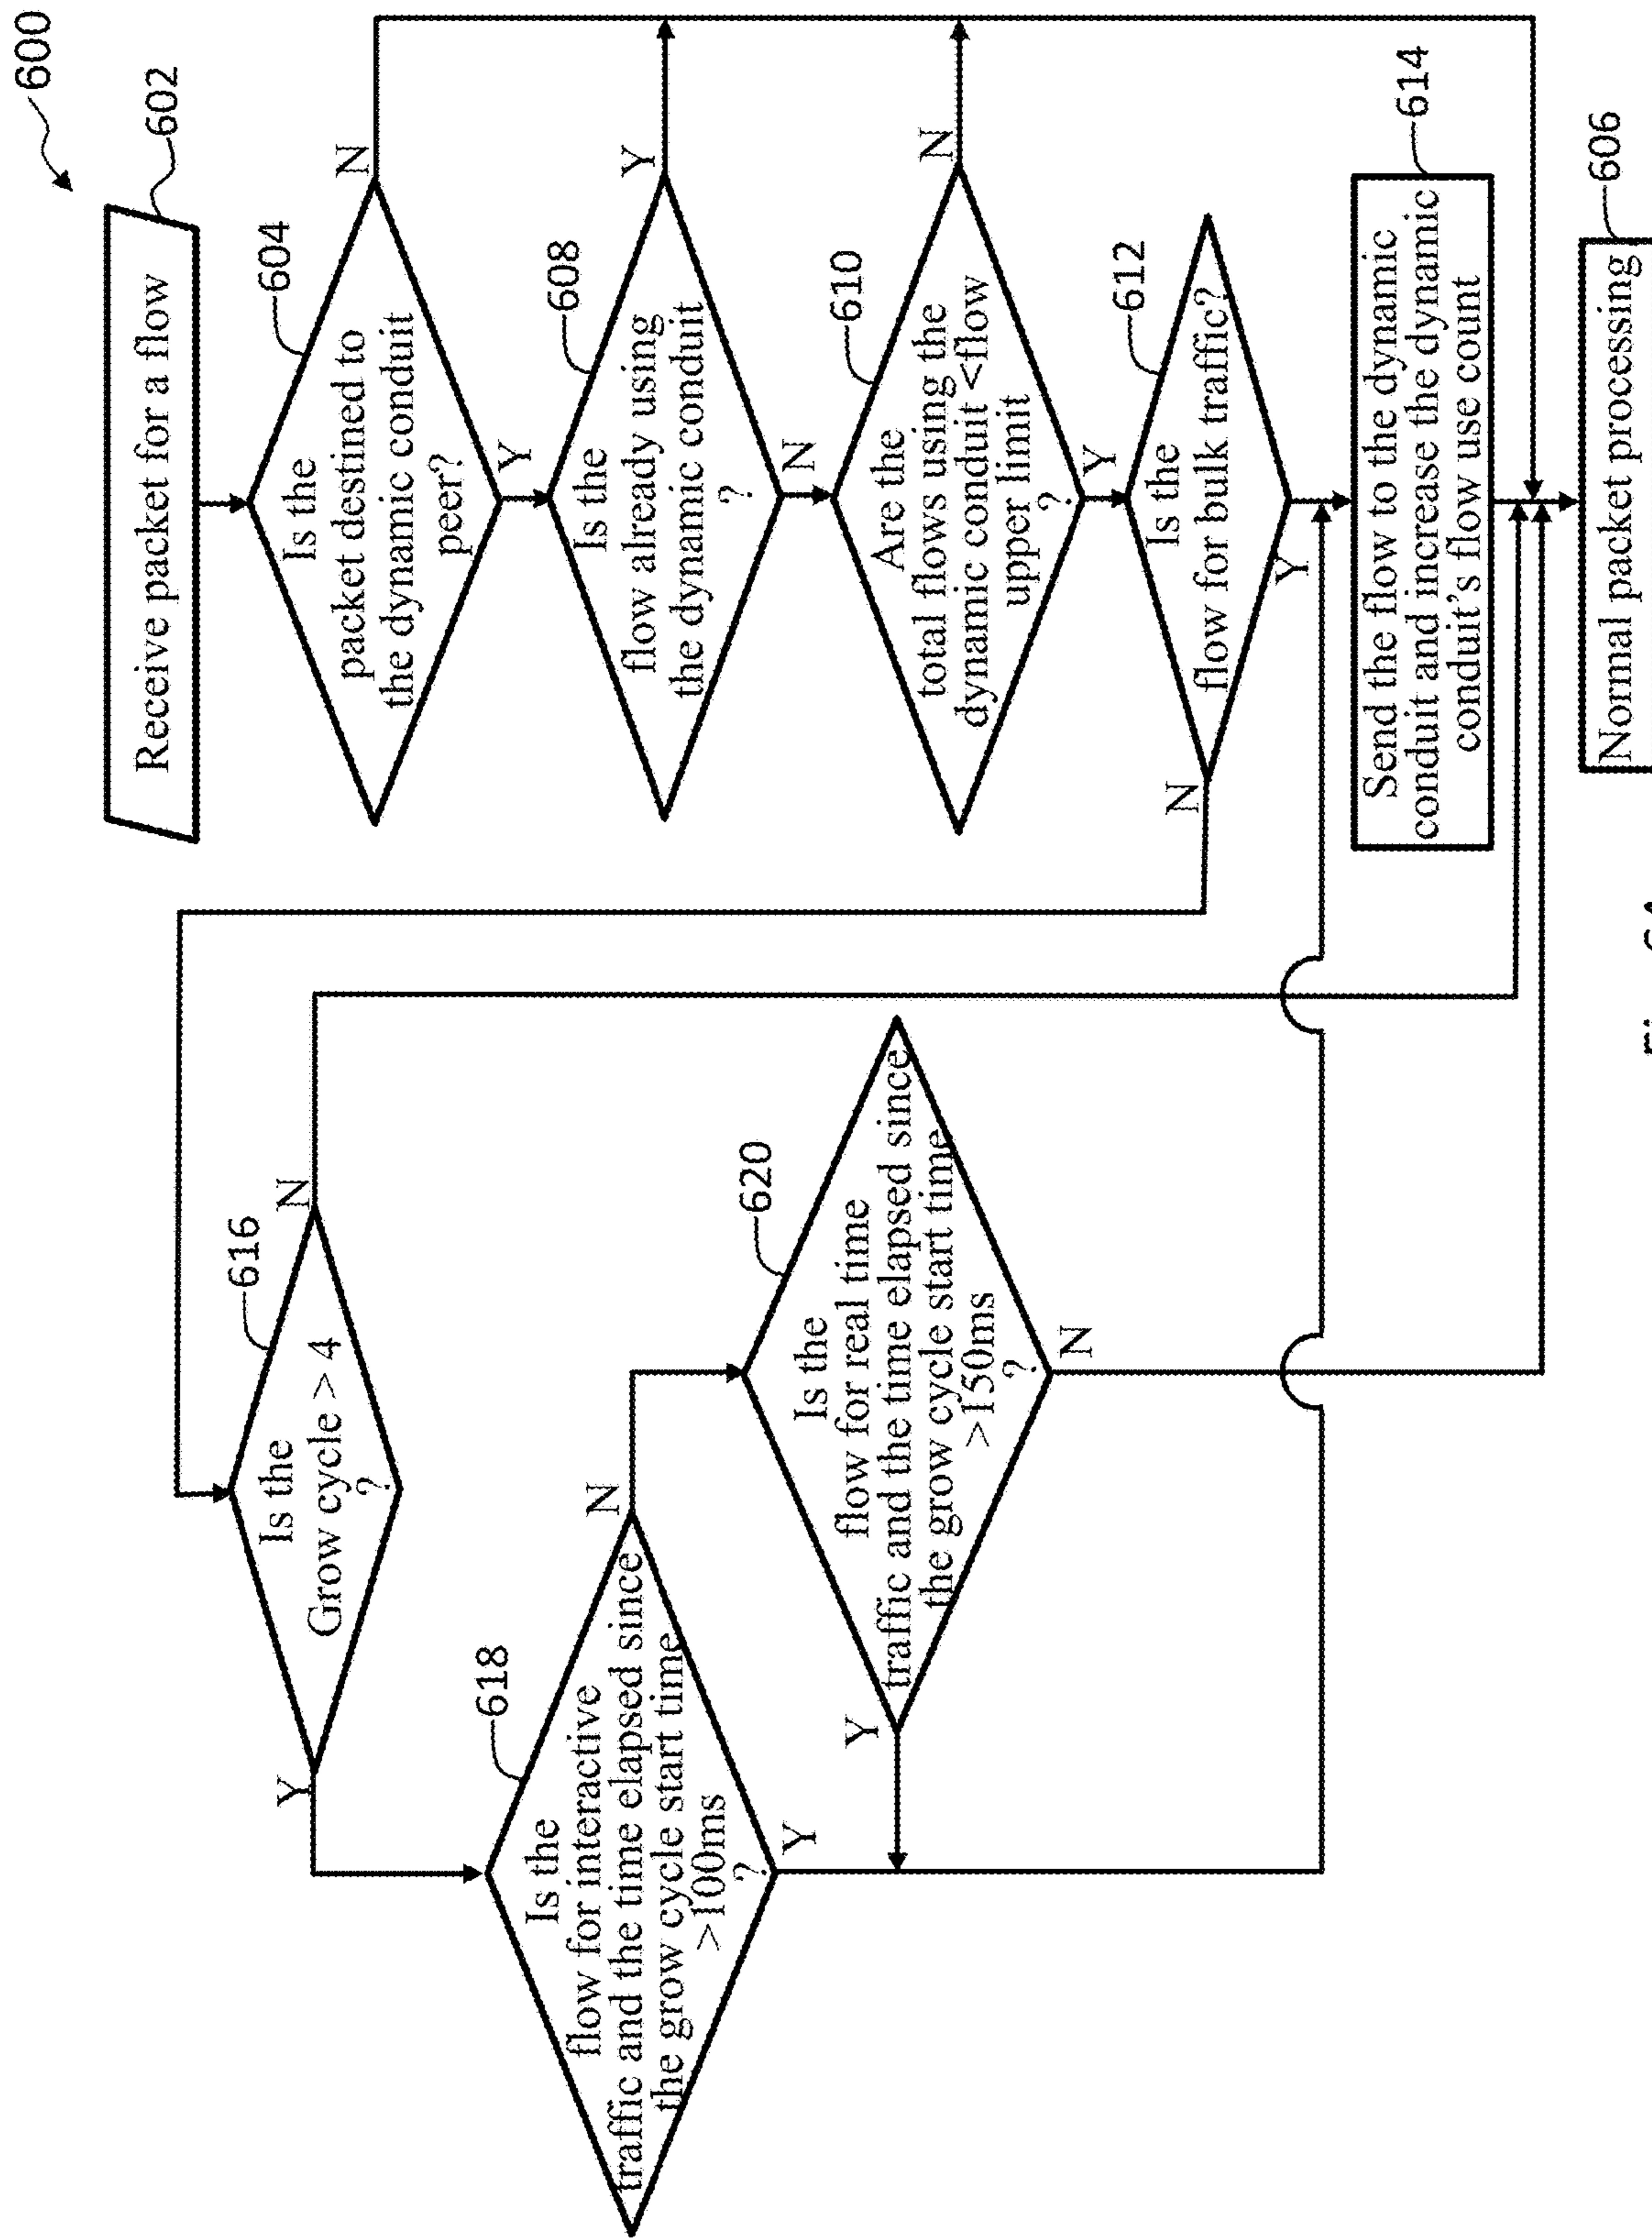 600
Receive packet for a flow
602
Is the
packet destined to
the dynamic conduit
peer?
604
N
Y
Is the
flow already using
the dynamic conduit
?
608
Y
N
Are the
total flows using the
dynamic conduit <flow
upper limit
?
610
N
Y
Is the
flow for bulk traffic?
612
N
Y
Send the flow to the dynamic
conduit and increase the dynamic
conduit's flow use count
614
Normal packet processing
606
Is the
Grow cycle > 4
?
616
N
Y
Is the
flow for interactive
traffic and the time elapsed since
the grow cycle start time
>100ms
?
618
N
Y
Is the
flow for real time
traffic and the time elapsed since
the grow cycle start time
>150ms
?
620
Y
N